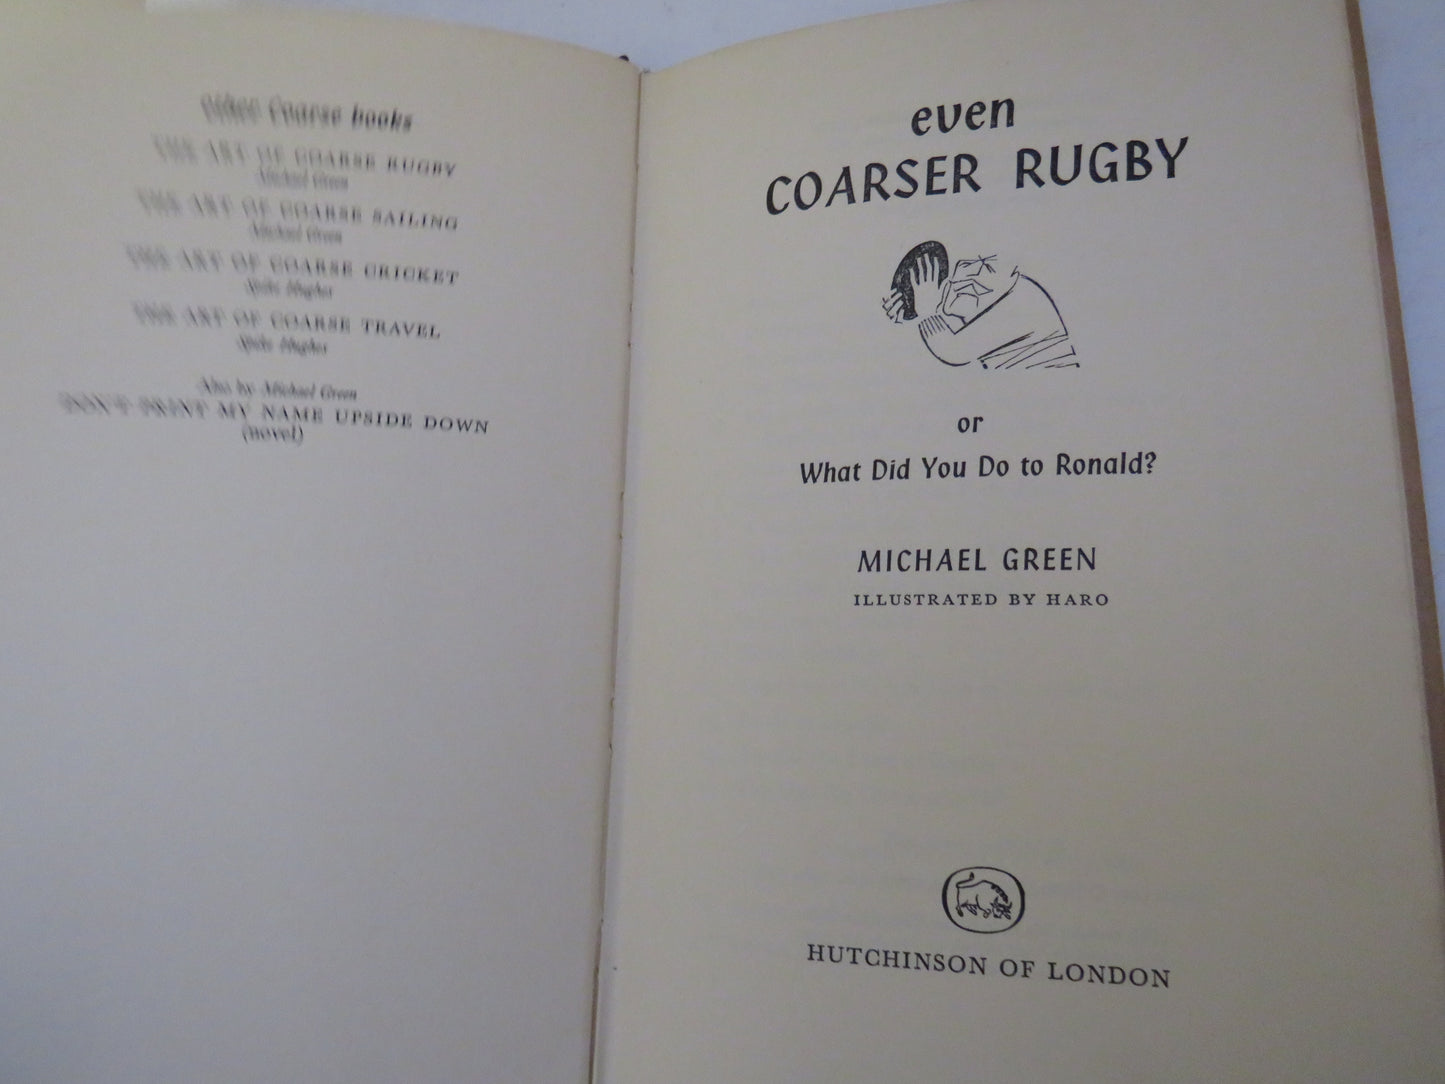 other Coarse books
THE ART OF COARSE RUGBY
Michael Green
THE ART OF COARSE SAILING
Michael Green
THE ART OF COARSE CRICKET
Spike Hughes
THE ART OF COARSE TRAVEL
Spike Hughes
Also by Michael Green
DON'T PRINT MY NAME UPSIDE DOWN
(novel)
even
COARSER RUGBY
or
What Did You Do to Ronald?
MICHAEL GREEN
ILLUSTRATED BY HARO
HUTCHINSON OF LONDON